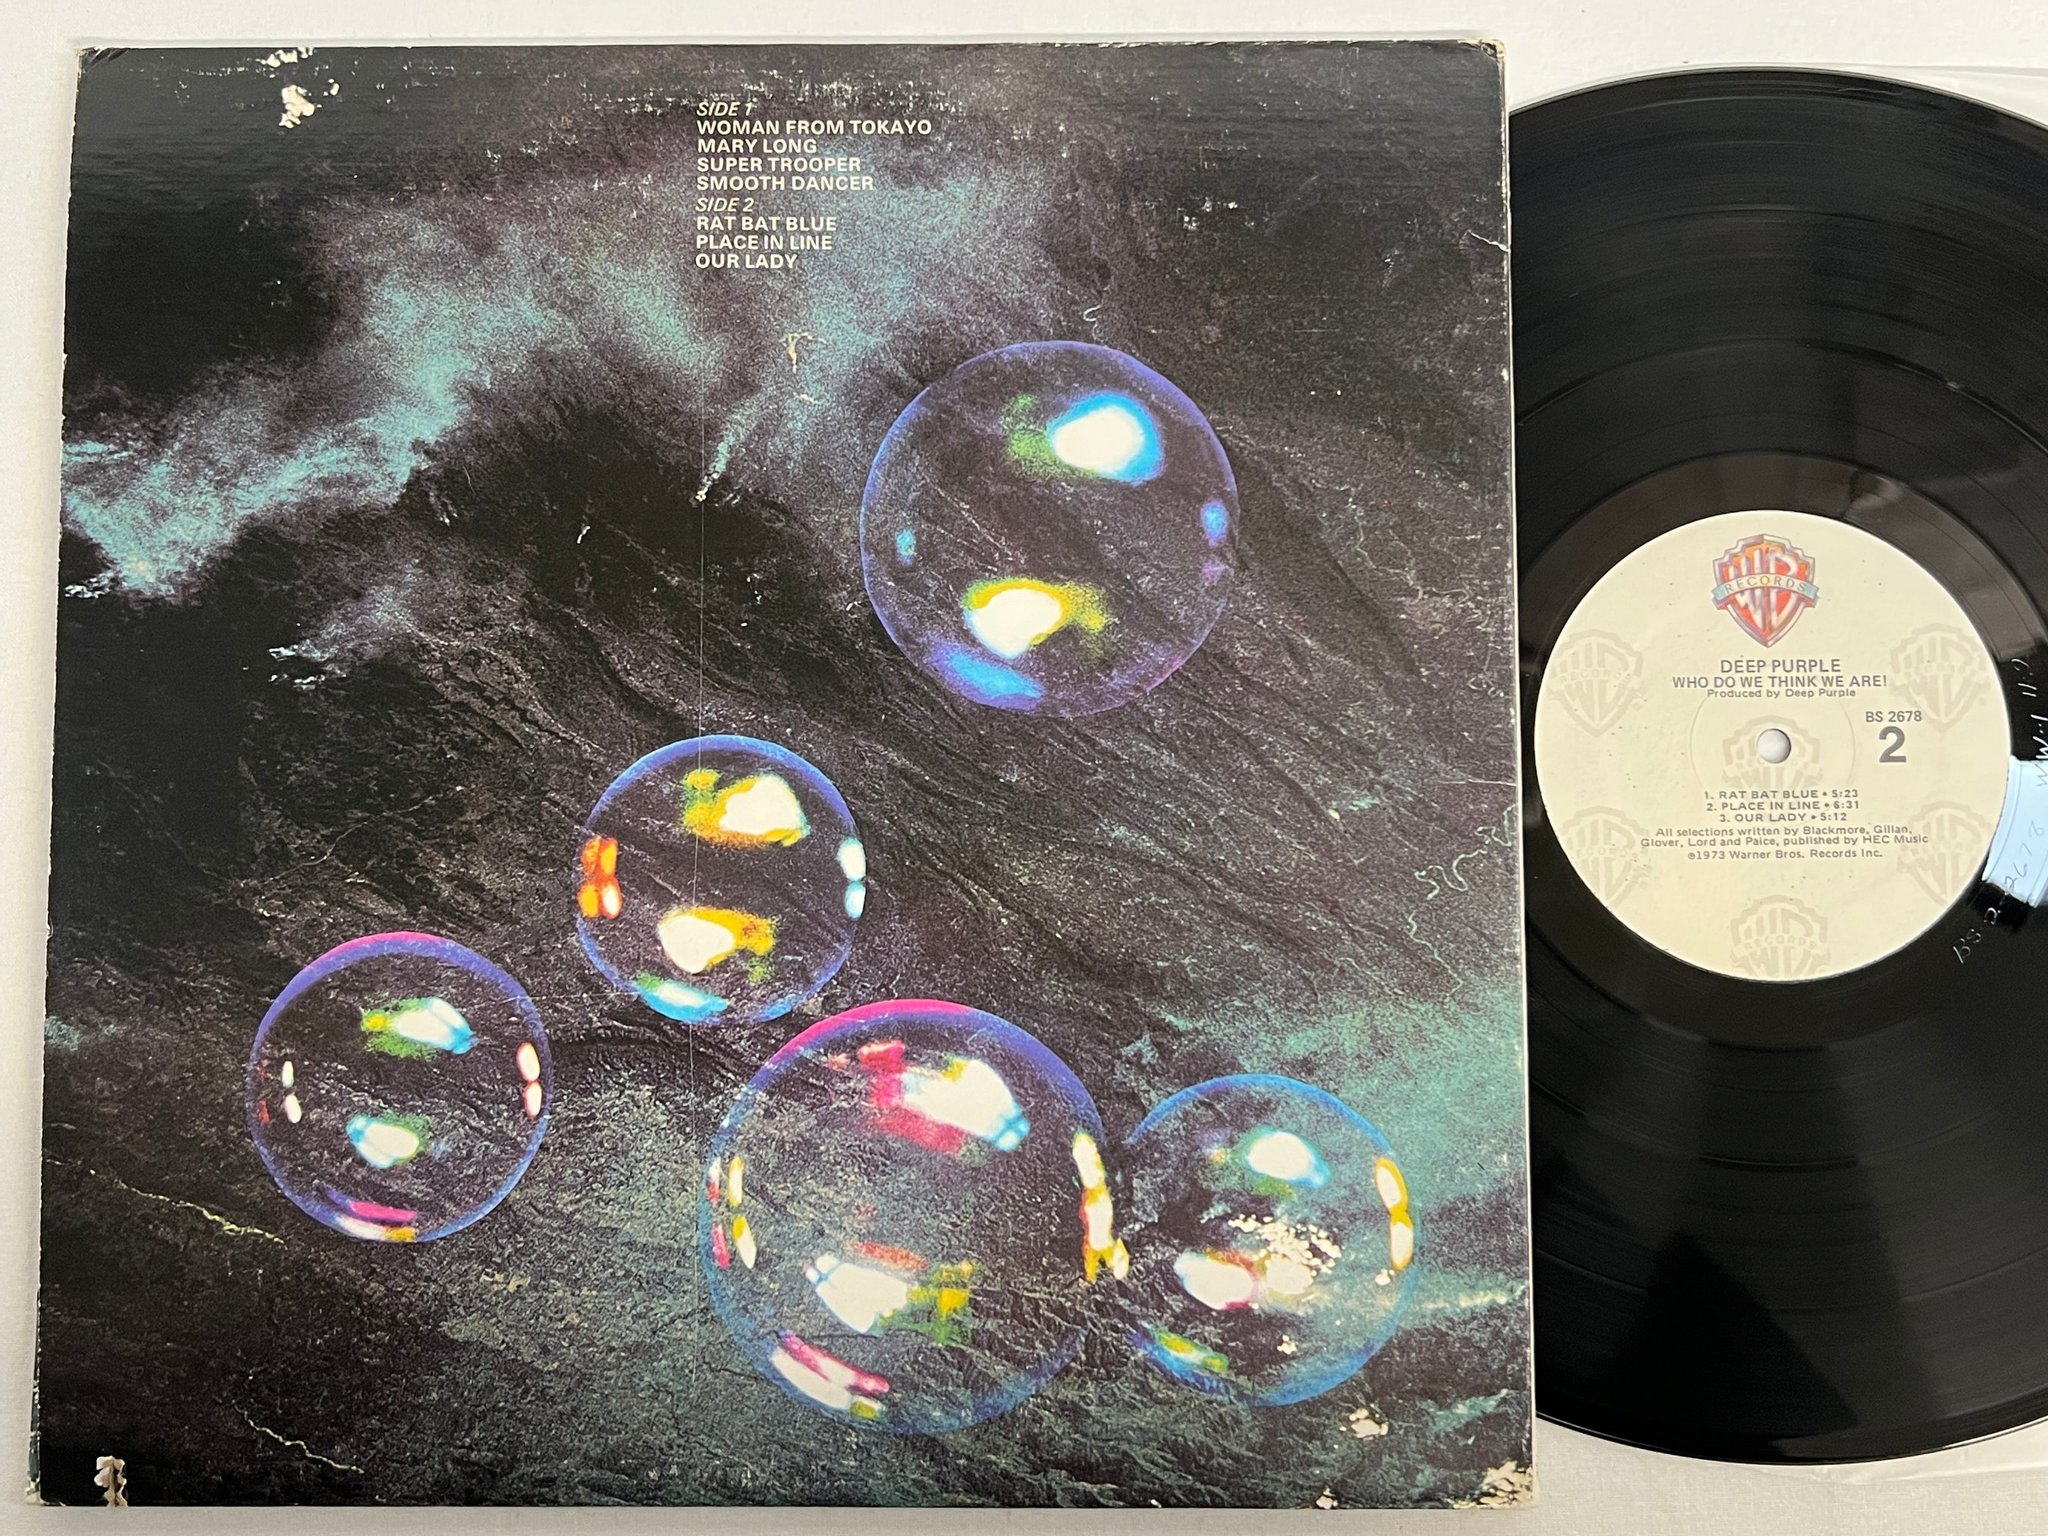 SIDE 1
WOMAN FROM TOKAYO
MARY LONG
SUPER TROOPER
SMOOTH DANCER
SIDE 2
RAT BAT BLUE
PLACE IN LINE
OUR LADY
RECORDS
DEEP PURPLE
WHO DO WE THINK WE ARE!
Produced by Deep Purple
BS 2678
2
1. RAT BAT BLUE • 5:23
2. PLACE IN LINE • 6:31
3. OUR LADY • 5:12
All selections written by Blackmore, Gillan,
Glover, Lord and Paice, published by HEC Music
℗1973 Warner Bros. Records Inc.